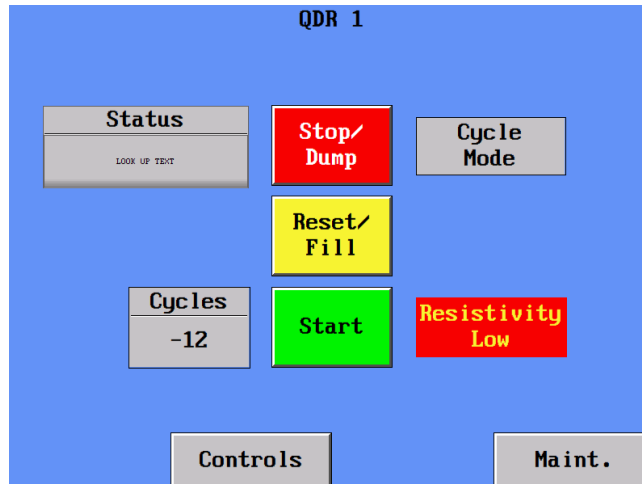 QDR 1
Status
LOOK UP TEXT
Stop/
Dump
Cycle
Mode
Reset/
Fill
Cycles
-12
Start
Resistivity
Low
Controls
Maint.